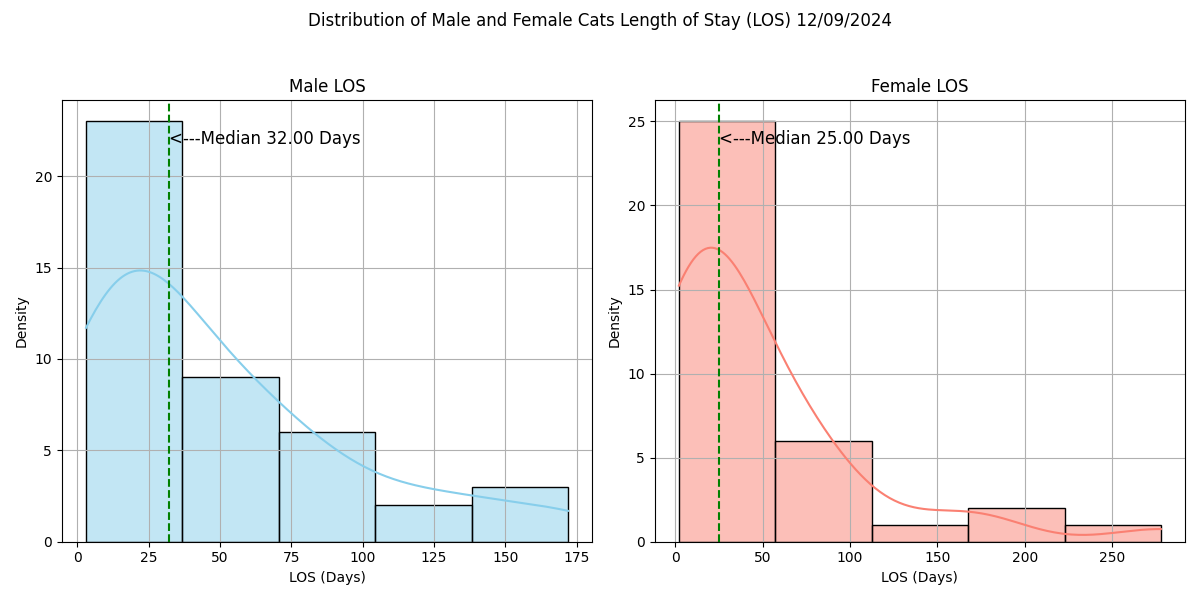 Distribution of Male and Female Cats Length of Stay (LOS) 12/09/2024
Male LOS
<---Median 32.00 Days
20
15
10
5
0
Density
0 25 50 75 100 125 150 175
LOS (Days)
Female LOS
<---Median 25.00 Days
25
20
15
10
5
0
Density
0 50 100 150 200 250
LOS (Days)